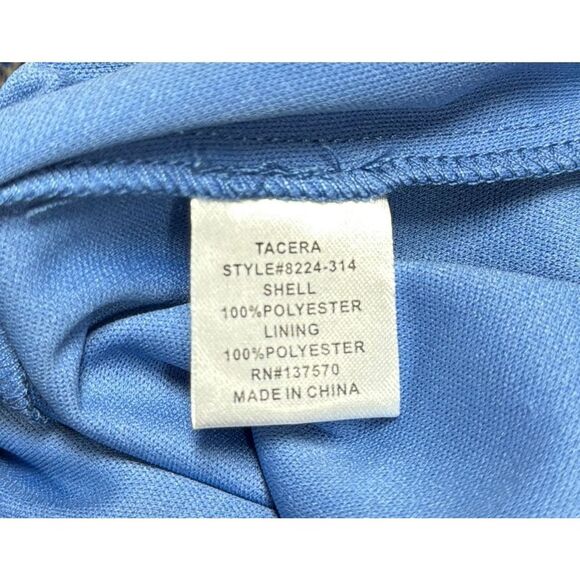 TACERA
STYLE#8224-314
SHELL
100%POLYESTER
LINING
100%POLYESTER
RN#137570
MADE IN CHINA